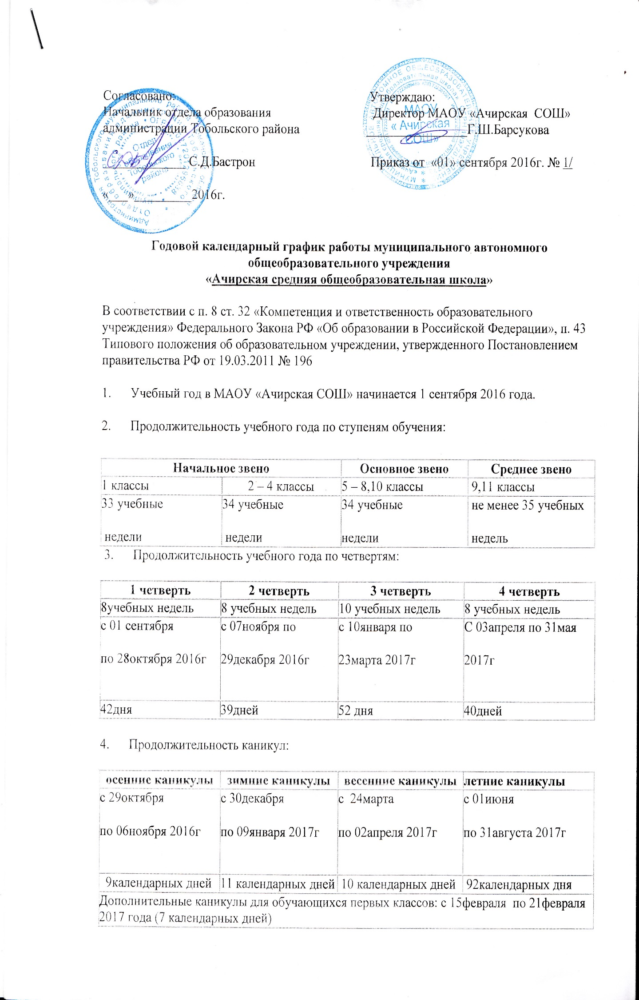 Согласовано:
Начальник отдела образования
администрации Тобольского района
____________ С.Д.Бастрон
«___»_________2016г.
Утверждаю:
Директор МАОУ «Ачирская СОШ»
________________Г.Ш.Барсукова
Приказ от «01» сентября 2016г. № 1/
МАОУ
« Ачирская
СОШ»
Отдел
образования
Тобольского
района
Годовой календарный график работы муниципального автономного
общеобразовательного учреждения
«Ачирская средняя общеобразовательная школа»
В соответствии с п. 8 ст. 32 «Компетенция и ответственность образовательного
учреждения» Федерального Закона РФ «Об образовании в Российской Федерации», п. 43
Типового положения об образовательном учреждении, утвержденного Постановлением
правительства РФ от 19.03.2011 № 196
1. Учебный год в МАОУ «Ачирская СОШ» начинается 1 сентября 2016 года.
2. Продолжительность учебного года по ступеням обучения:
Начальное звено Основное звено Среднее звено
1 классы 2 – 4 классы 5 – 8,10 классы 9,11 классы
33 учебные 34 учебные 34 учебные не менее 35 учебных
недели недели недели недель
3. Продолжительность учебного года по четвертям:
1 четверть 2 четверть 3 четверть 4 четверть
8учебных недель 8 учебных недель 10 учебных недель 8 учебных недель
с 01 сентября с 07ноября по с 10января по С 03апреля по 31мая
по 28октября 2016г 29декабря 2016г 23марта 2017г 2017г
42дня 39дней 52 дня 40дней
4. Продолжительность каникул:
осенние каникулы зимние каникулы весенние каникулы летние каникулы
с 29октября с 30декабря с 24марта с 01июня
по 06ноября 2016г по 09января 2017г по 02апреля 2017г по 31августа 2017г
9календарных дней 11 календарных дней 10 календарных дней 92календарных дня
Дополнительные каникулы для обучающихся первых классов: с 15февраля по 21февраля
2017 года (7 календарных дней)